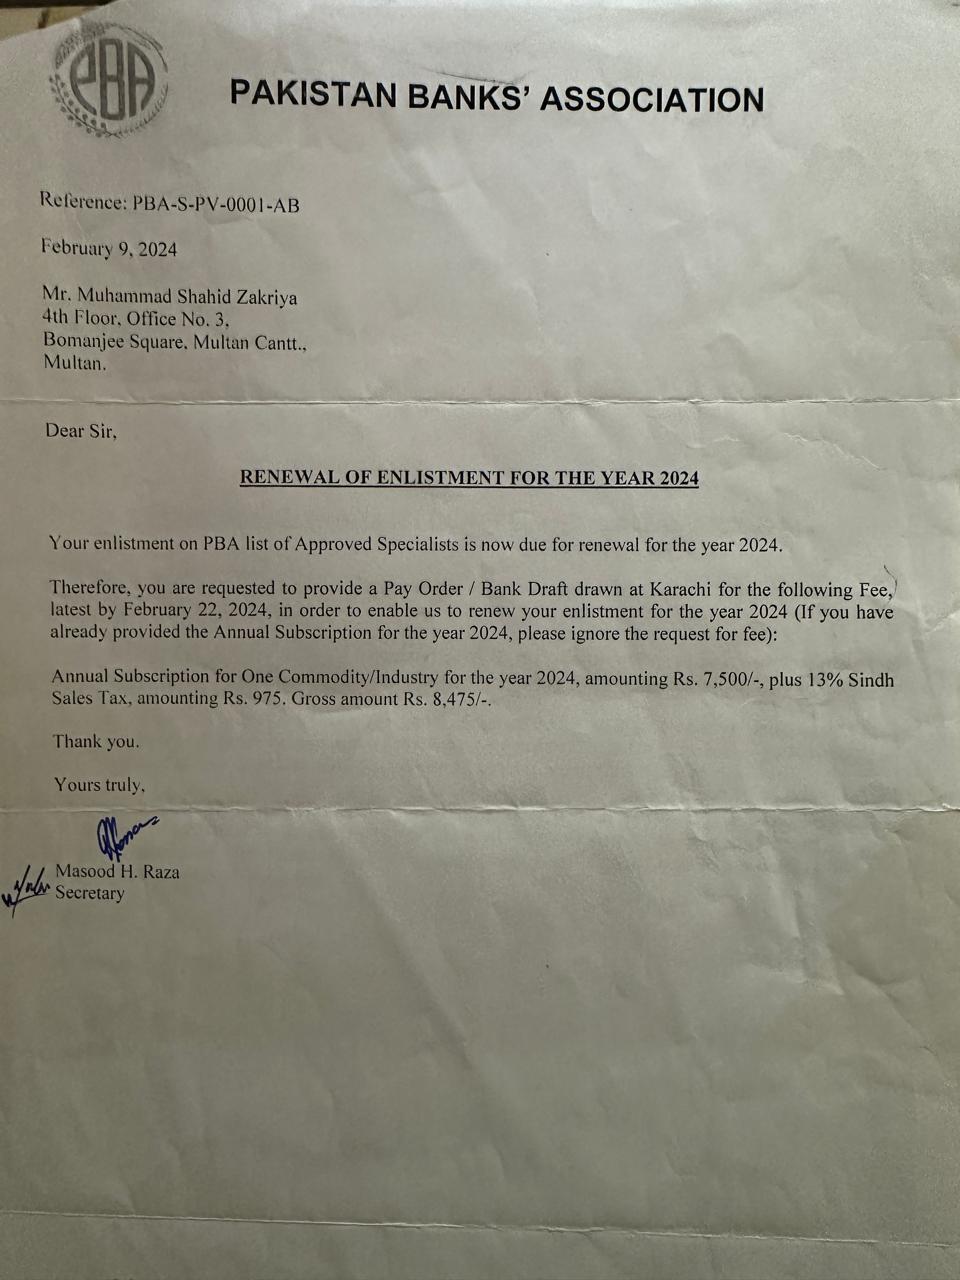 PBA
PAKISTAN BANKS' ASSOCIATION
Reference: PBA-S-PV-0001-AB
February 9, 2024
Mr. Muhammad Shahid Zakriya
4th Floor, Office No. 3,
Bomanjee Square, Multan Cantt.,
Multan.
Dear Sir,
RENEWAL OF ENLISTMENT FOR THE YEAR 2024
Your enlistment on PBA list of Approved Specialists is now due for renewal for the year 2024.
Therefore, you are requested to provide a Pay Order / Bank Draft drawn at Karachi for the following Fee,
latest by February 22, 2024, in order to enable us to renew your enlistment for the year 2024 (If you have
already provided the Annual Subscription for the year 2024, please ignore the request for fee):
Annual Subscription for One Commodity/Industry for the year 2024, amounting Rs. 7,500/-, plus 13% Sindh
Sales Tax, amounting Rs. 975. Gross amount Rs. 8,475/-.
Thank you.
Yours truly,
Masood H. Raza
Secretary